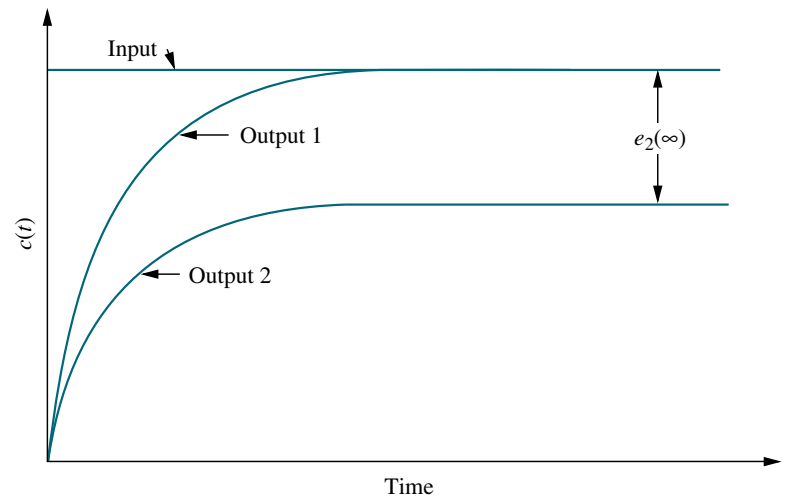 Input
Output 1
e₂(∞)
c(t)
Output 2
Time